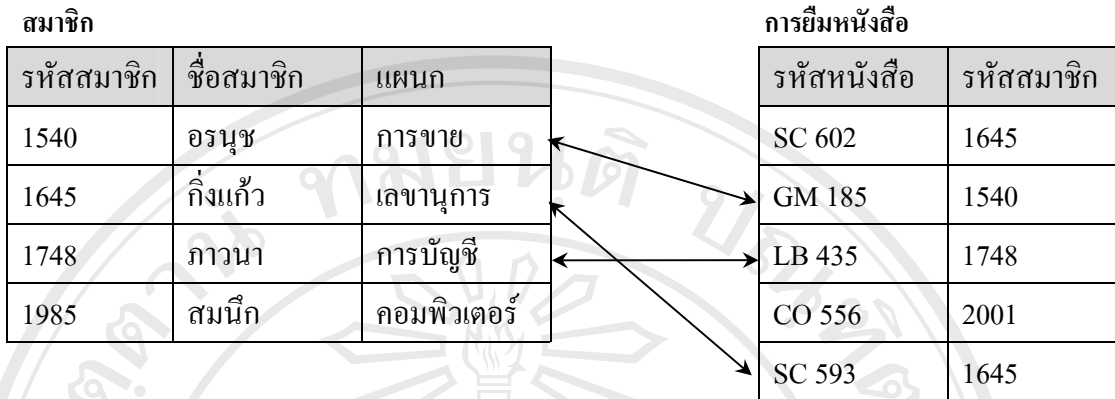 สมาชิก
การยืมหนังสือ
รหัสสมาชิก ชื่อสมาชิก แผนก
1540 อรนุช การขาย
1645 กิ่งแก้ว เลขานุการ
1748 ภาวนา การบัญชี
1985 สมนึก คอมพิวเตอร์
รหัสหนังสือ รหัสสมาชิก
SC 602 1645
GM 185 1540
LB 435 1748
CO 556 2001
SC 593 1645